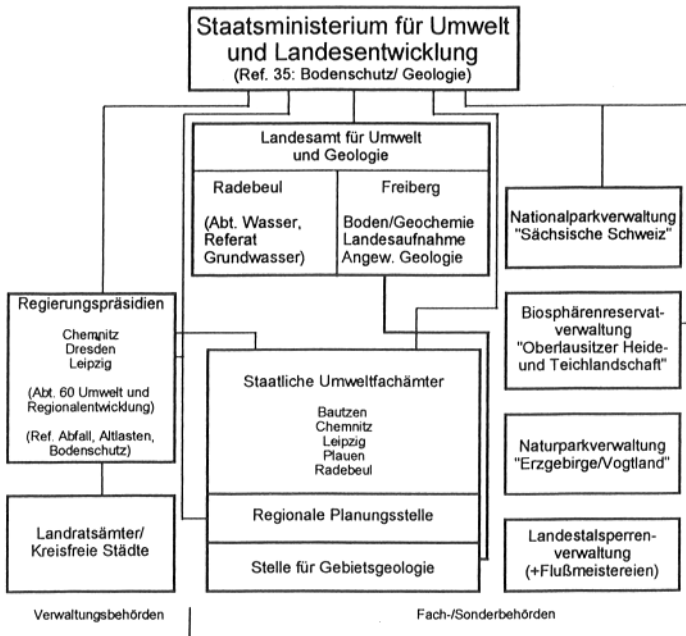 Staatsministerium für Umwelt
und Landesentwicklung
(Ref. 35: Bodenschutz/ Geologie)
Landesamt für Umwelt
und Geologie
Radebeul
(Abt. Wasser,
Referat
Grundwasser)
Freiberg
Boden/Geochemie
Landesaufnahme
Angew. Geologie
Nationalparkverwaltung
"Sächsische Schweiz"
Regierungspräsidien
Chemnitz
Dresden
Leipzig
(Abt. 60 Umwelt und
Regionalentwicklung)
(Ref. Abfall, Altlasten,
Bodenschutz)
Biosphärenreservat-
verwaltung
"Oberlausitzer Heide-
und Teichlandschaft"
Staatliche Umweltfachämter
Bautzen
Chemnitz
Leipzig
Plauen
Radebeul
Naturparkverwaltung
"Erzgebirge/Vogtland"
Landratsämter/
Kreisfreie Städte
Regionale Planungsstelle
Stelle für Gebietsgeologie
Landestalsperren-
verwaltung
(+Flußmeistereien)
Verwaltungsbehörden
Fach-/Sonderbehörden